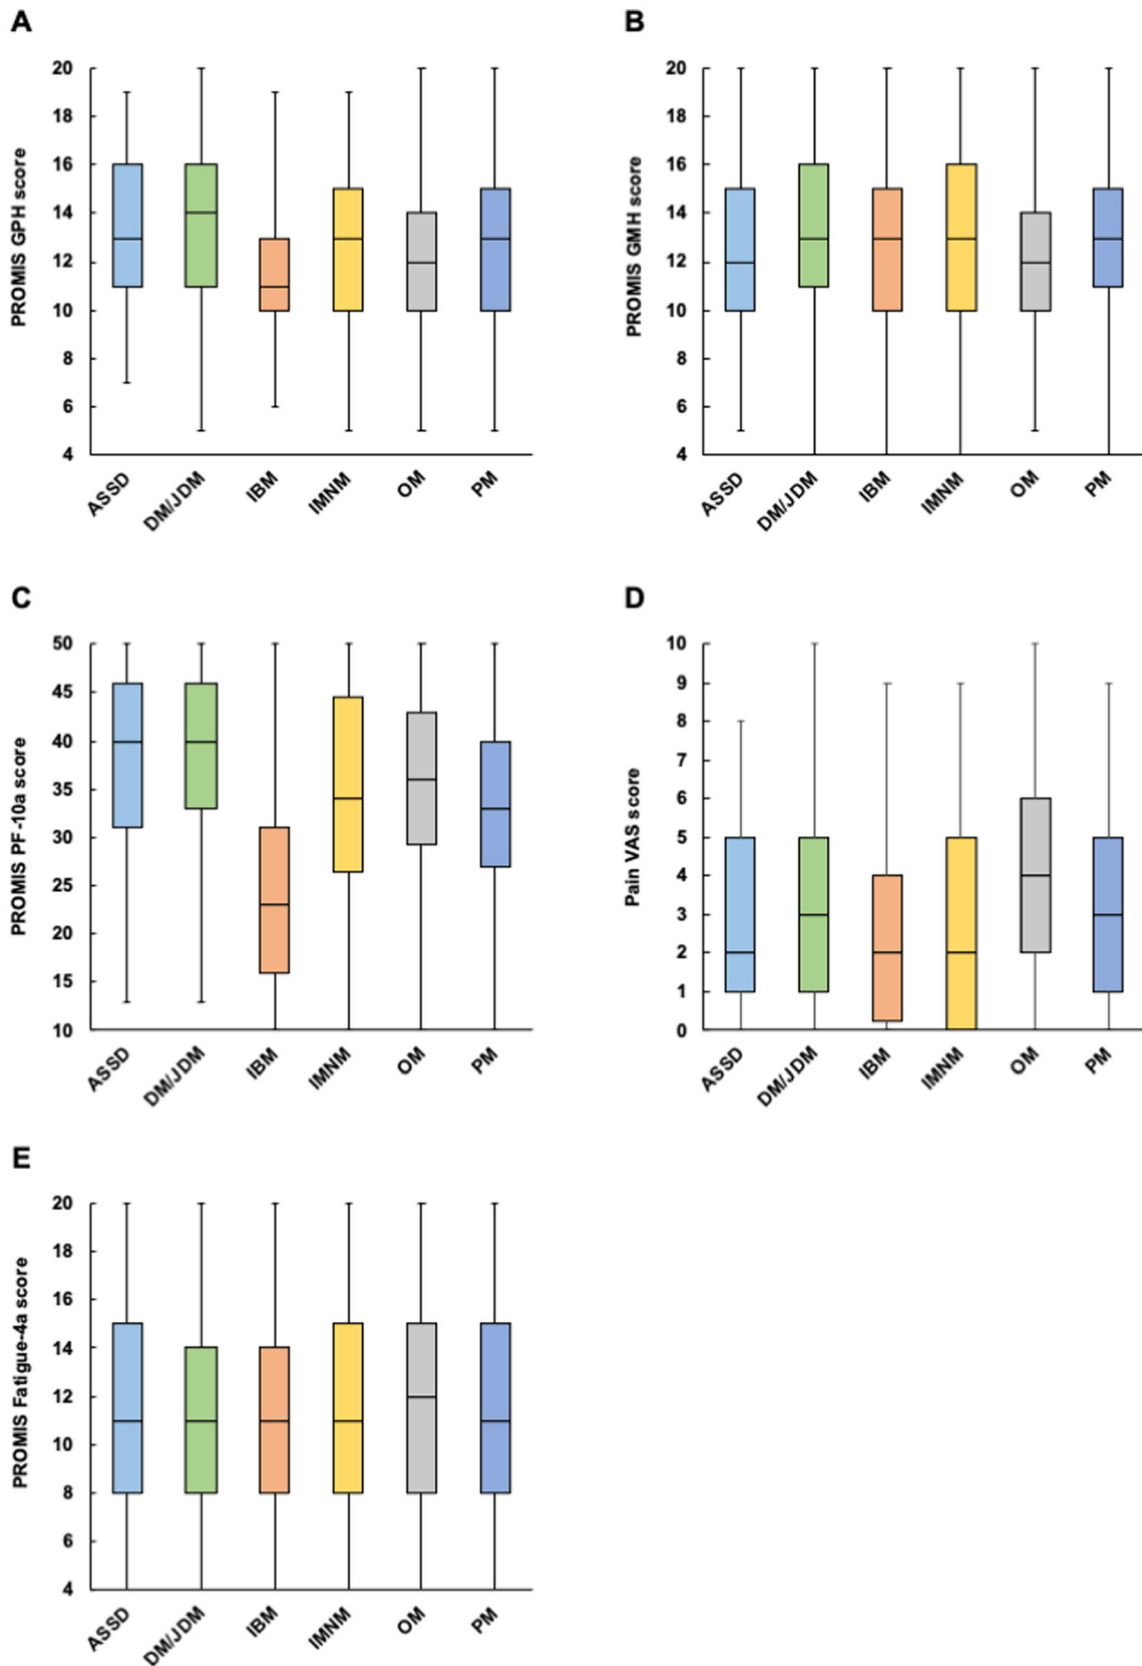 A
PROMIS GPH score
20
18
16
14
12
10
8
6
4
ASSD
DM/JDM
IBM
IMNM
OM
PM
B
PROMIS GMH score
20
18
16
14
12
10
8
6
4
ASSD
DM/JDM
IBM
IMNM
OM
PM
C
PROMIS PF-10a score
50
45
40
35
30
25
20
15
10
ASSD
DM/JDM
IBM
IMNM
OM
PM
D
Pain VAS score
10
9
8
7
6
5
4
3
2
1
0
ASSD
DM/JDM
IBM
IMNM
OM
PM
E
PROMIS Fatigue-4a score
20
18
16
14
12
10
8
6
4
ASSD
DM/JDM
IBM
IMNM
OM
PM